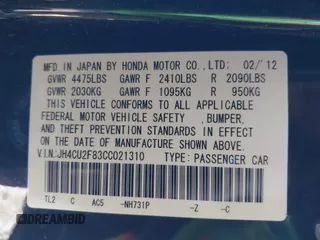 MFD. IN JAPAN BY HONDA MOTOR CO.,LTD: 02/'12
GVWR 4475LBS GAWR F 2410LBS R 2090LBS
GVWR 2030KG GAWR F 1095KG R 950KG
THIS VEHICLE CONFORMS TO ALL APPLICABLE
FEDERAL MOTOR VEHICLE SAFETY , BUMPER,
AND THEFT PREVENTION STANDARDS IN EFFECT
ON THE DATE OF MANUFACTURE SHOWN ABOVE.
V.I.N.:JH4CU2F83CC021310 TYPE:PASSENGER CAR
TL2 C AC5 -NH731P -Z -C
DREAMBID